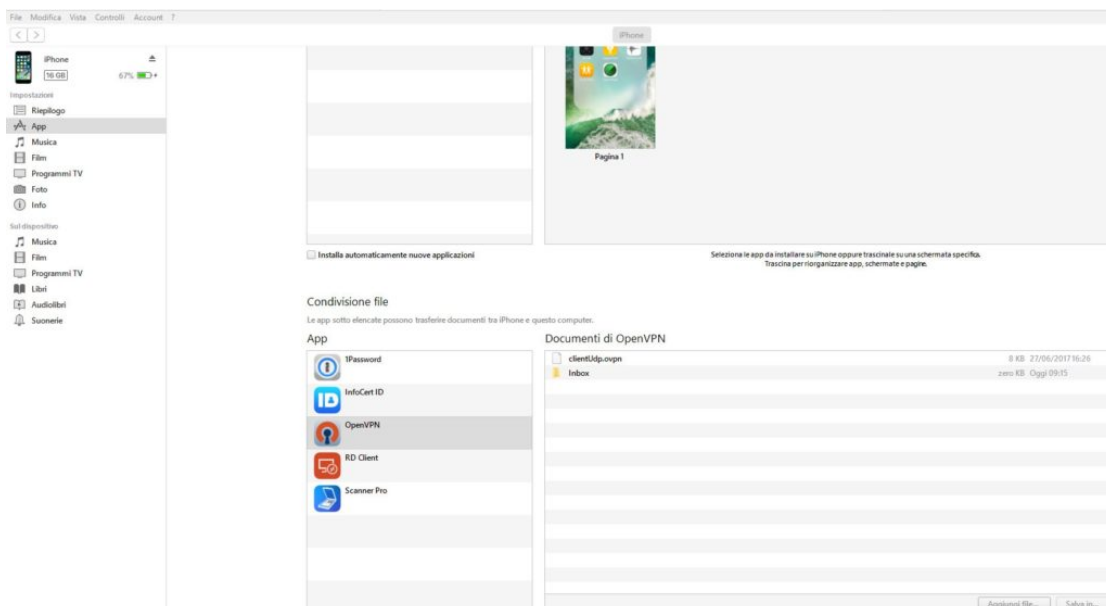 File Modifica Vista Controlli Account ?
iPhone
iPhone
16 GB 67%
Impostazioni
Riepilogo
App
Musica
Film
Programmi TV
Foto
Info
Sul dispositivo
Musica
Film
Programmi TV
Libri
Audiolibri
Suonerie
Pagina 1
Installa automaticamente nuove applicazioni
Seleziona le app da installare su iPhone oppure trascinale su una schermata specifica.
Trascina per riorganizzare app, schermate e pagine.
Condivisione file
Le app sotto elencate possono trasferire documenti tra iPhone e questo computer.
App
1Password
InfoCert ID
OpenVPN
RD Client
Scanner Pro
Documenti di OpenVPN
clientUdp.ovpn 8 KB 27/06/2017 16:26
Inbox zero KB Oggi 09:15
Aggiungi file... Salva in...